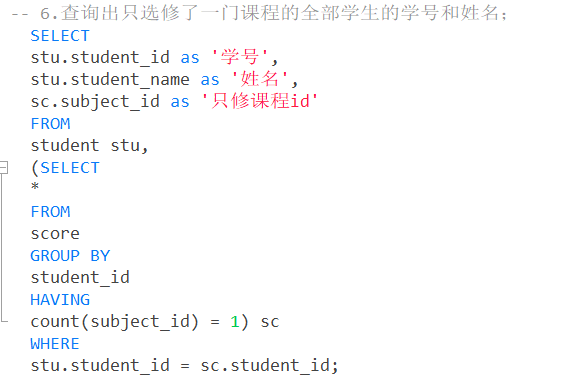 -- 6.查询出只选修了一门课程的全部学生的学号和姓名;
SELECT
stu.student_id as '学号',
stu.student_name as '姓名',
sc.subject_id as '只修课程id'
FROM
student stu,
(SELECT
*
FROM
score
GROUP BY
student_id
HAVING
count(subject_id) = 1) sc
WHERE
stu.student_id = sc.student_id;